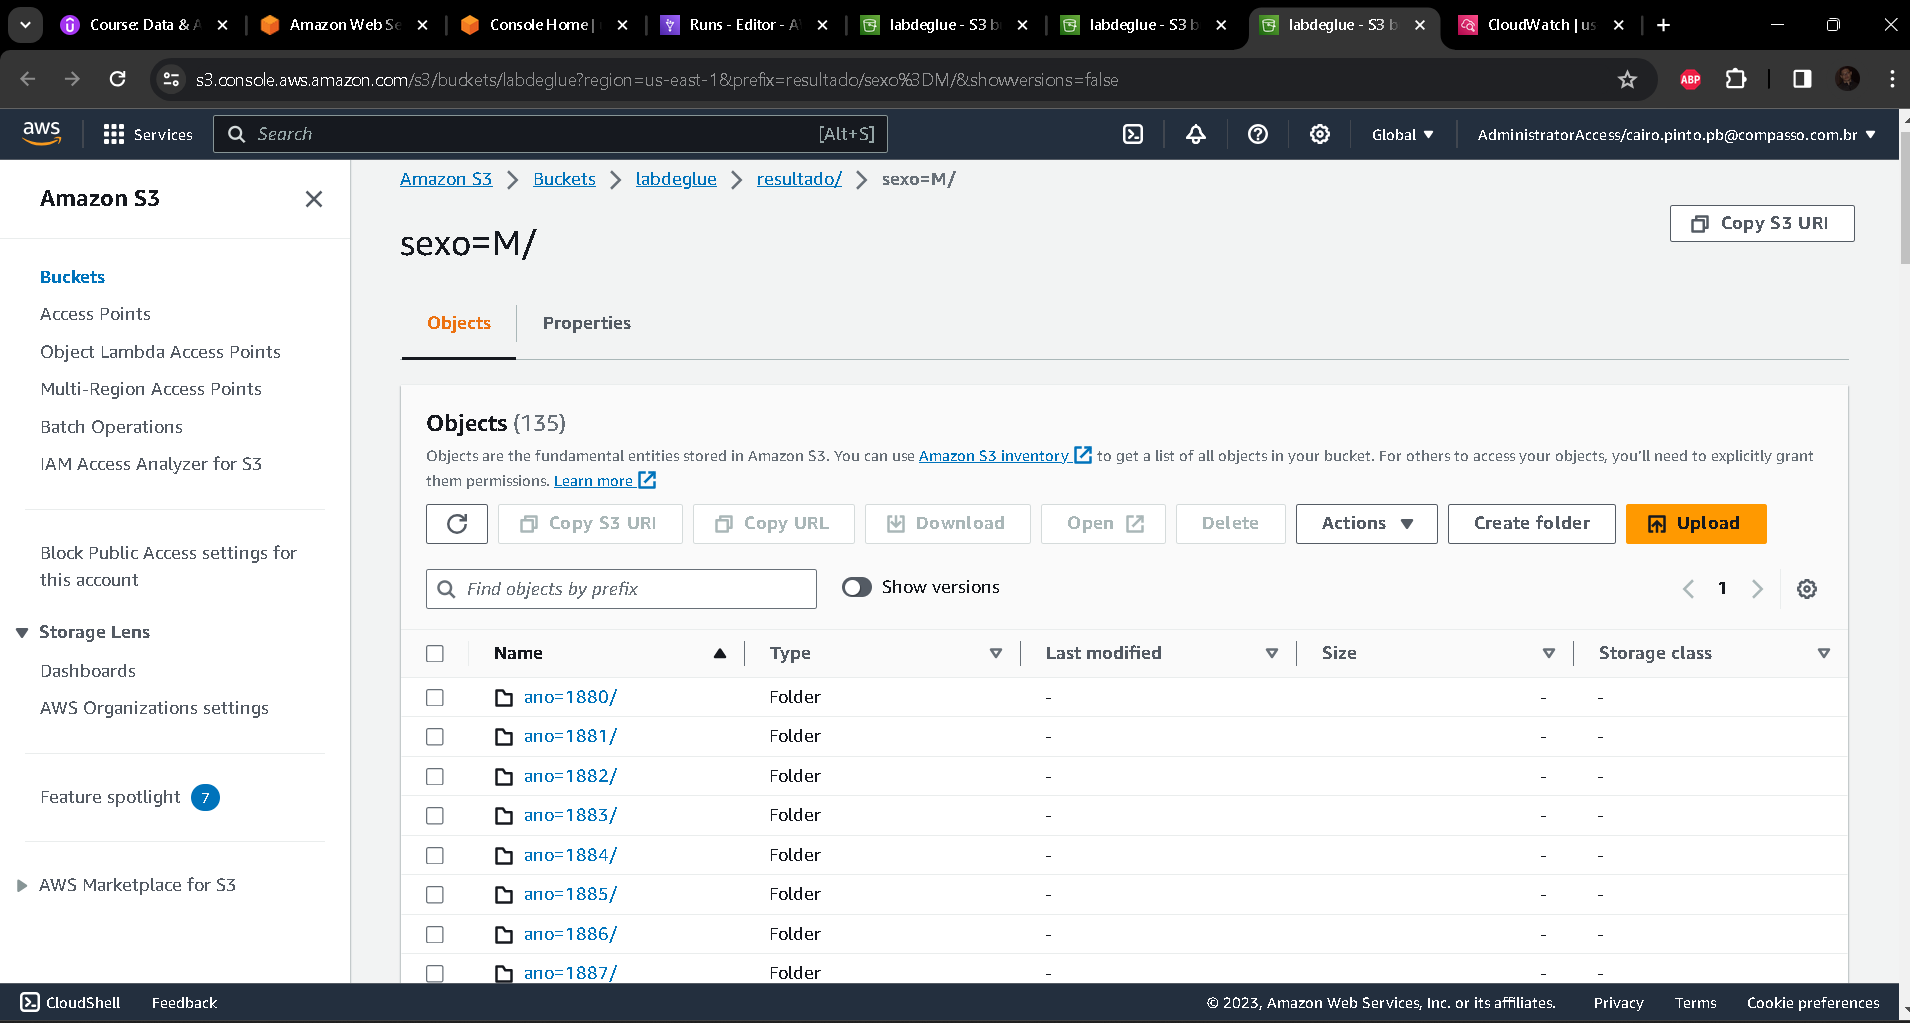 Course: Data & A
Amazon Web Se
Console Home |
Runs - Editor - A
labdeglue - S3 b
labdeglue - S3 b
labdeglue - S3 b
CloudWatch | us
s3.console.aws.amazon.com/s3/buckets/labdeglue?region=us-east-1&prefix=resultado/sexo%3DM/&showversions=false
ABP
aws
Services
Search
[Alt+S]
Global
AdministratorAccess/cairo.pinto.pb@compasso.com.br
Amazon S3
Buckets
Access Points
Object Lambda Access Points
Multi-Region Access Points
Batch Operations
IAM Access Analyzer for S3
Block Public Access settings for
this account
Storage Lens
Dashboards
AWS Organizations settings
Feature spotlight 7
AWS Marketplace for S3
Amazon S3 > Buckets > labdeglue > resultado/ > sexo=M/
sexo=M/
Copy S3 URI
Objects
Properties
Objects (135)
Objects are the fundamental entities stored in Amazon S3. You can use Amazon S3 inventory to get a list of all objects in your bucket. For others to access your objects, you'll need to explicitly grant
them permissions. Learn more
Copy S3 URI
Copy URL
Download
Open
Delete
Actions
Create folder
Upload
Find objects by prefix
Show versions
1
Name Type Last modified Size Storage class
ano=1880/ Folder - - -
ano=1881/ Folder - - -
ano=1882/ Folder - - -
ano=1883/ Folder - - -
ano=1884/ Folder - - -
ano=1885/ Folder - - -
ano=1886/ Folder - - -
ano=1887/ Folder - - -
CloudShell
Feedback
© 2023, Amazon Web Services, Inc. or its affiliates.
Privacy
Terms
Cookie preferences